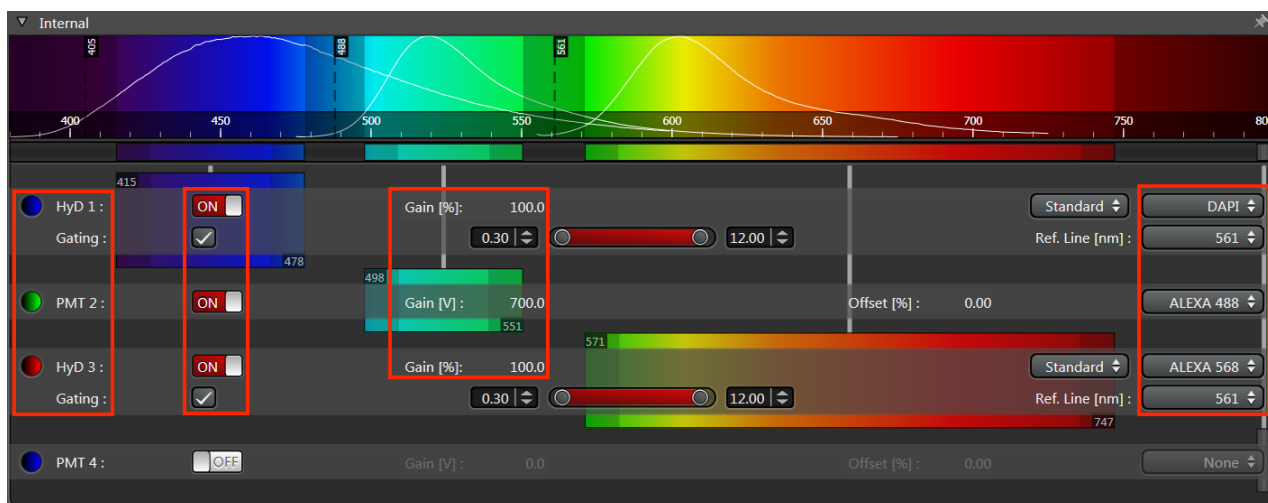 Internal
405 488 561
400 450 500 550 600 650 700 750 80
415
HyD 1 : ON Gain [%]: 100.0 Standard DAPI
Gating : 0.30 12.00 Ref. Line [nm] : 561
478
498
PMT 2 : ON Gain [V] : 700.0 Offset [%] : 0.00 ALEXA 488
551
571
HyD 3 : ON Gain [%]: 100.0 Standard ALEXA 568
Gating : 0.30 12.00 Ref. Line [nm] : 561
747
PMT 4 : OFF Gain [V] : 0.0 Offset [%] : 0.00 None